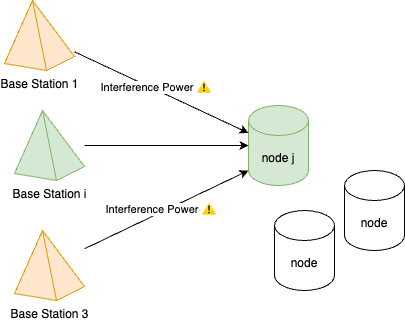 Base Station 1
Interference Power ⚠️
Base Station i
node j
Interference Power ⚠️
node
node
Base Station 3